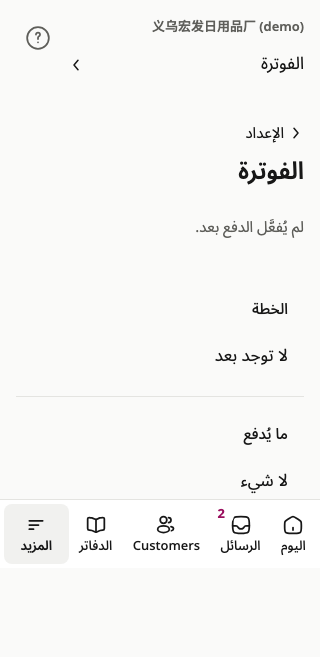 义乌宏发日用品厂 (demo)
الفوترة
الإعداد
الفوترة
لم يُفعَّل الدفع بعد.
الخطة
لا توجد بعد
ما يُدفع
لا شيء
اليوم
الرسائل 2
Customers
الدفاتر
المزيد